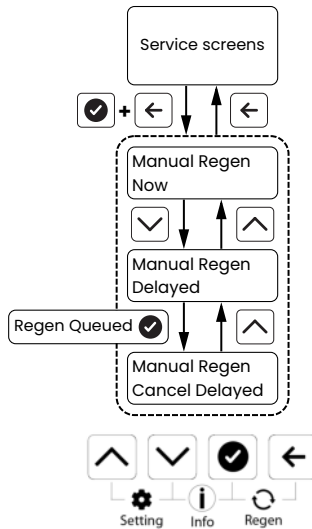 Service screens
+
Manual Regen
Now
Manual Regen
Delayed
Regen Queued
Manual Regen
Cancel Delayed
Setting Info Regen